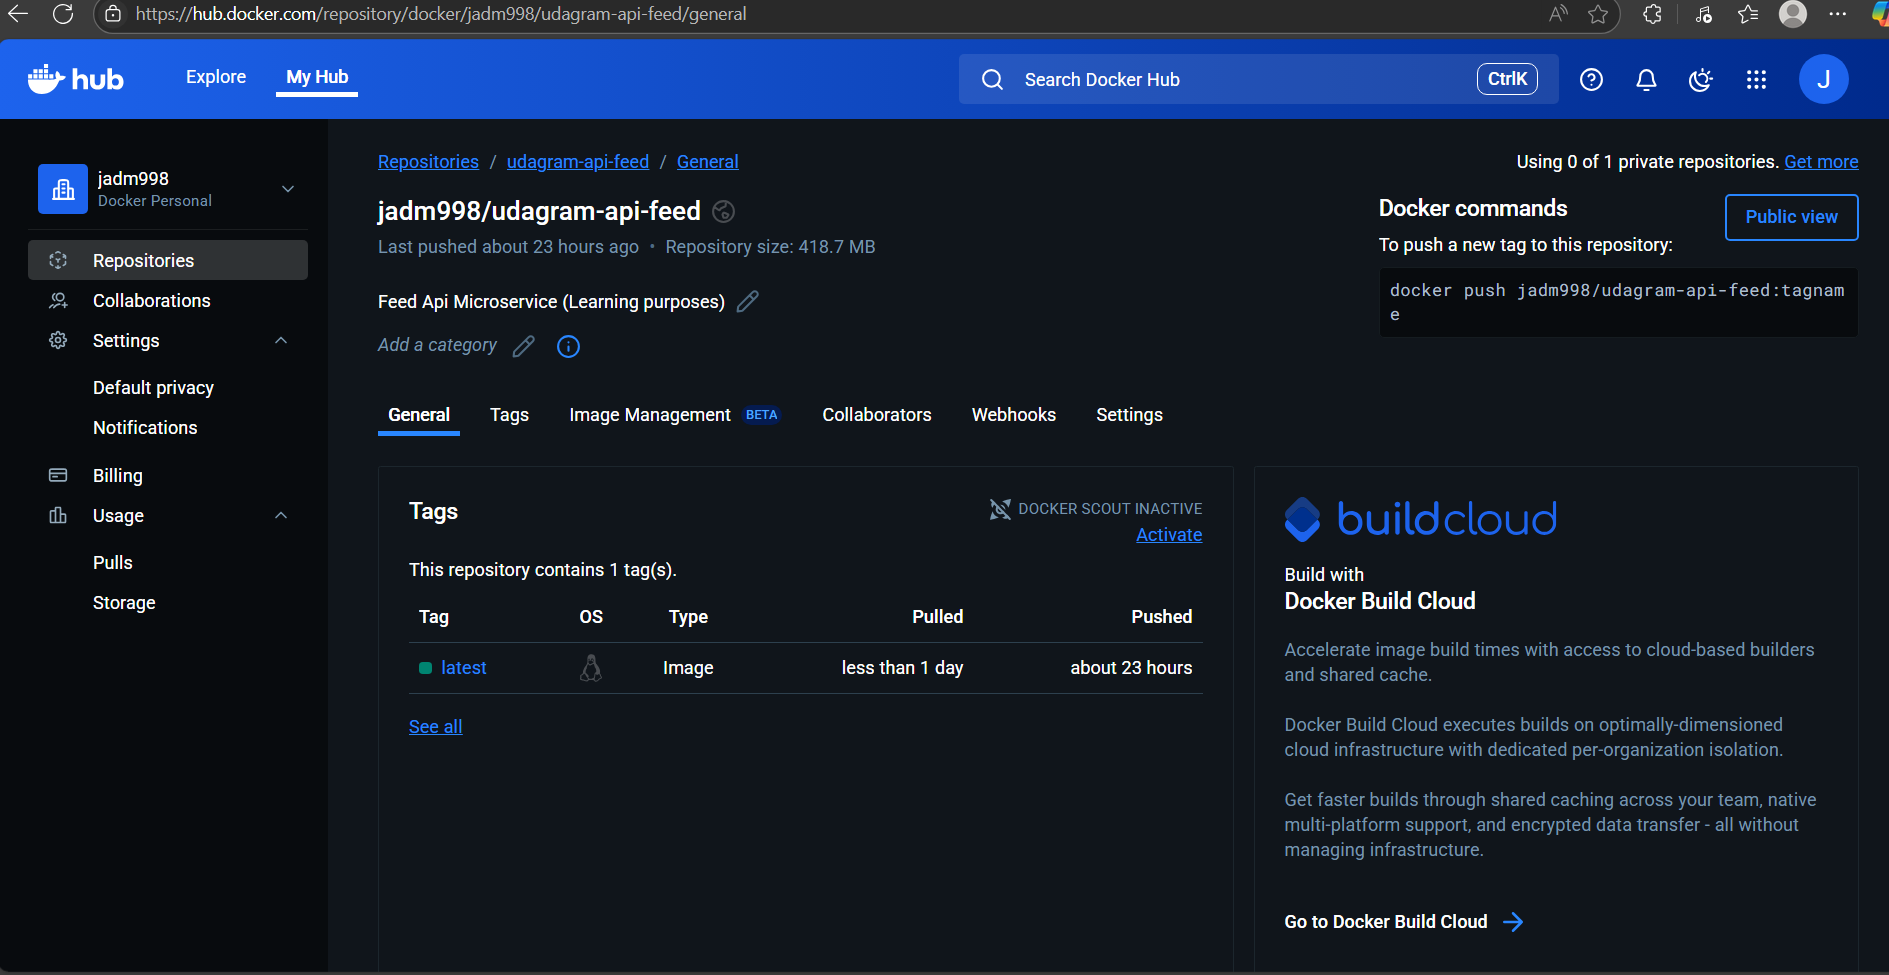 https://hub.docker.com/repository/docker/jadm998/udagram-api-feed/general
hub
Explore
My Hub
Search Docker Hub
CtrlK
J
jadm998
Docker Personal
Repositories
Collaborations
Settings
Default privacy
Notifications
Billing
Usage
Pulls
Storage
Repositories / udagram-api-feed / General
Using 0 of 1 private repositories. Get more
jadm998/udagram-api-feed
Last pushed about 23 hours ago • Repository size: 418.7 MB
Feed Api Microservice (Learning purposes)
Add a category
Docker commands
Public view
To push a new tag to this repository:
docker push jadm998/udagram-api-feed:tagnam
e
General
Tags
Image Management BETA
Collaborators
Webhooks
Settings
Tags
DOCKER SCOUT INACTIVE
Activate
This repository contains 1 tag(s).
Tag OS Type Pulled Pushed
latest Image less than 1 day about 23 hours
See all
buildcloud
Build with
Docker Build Cloud
Accelerate image build times with access to cloud-based builders
and shared cache.
Docker Build Cloud executes builds on optimally-dimensioned
cloud infrastructure with dedicated per-organization isolation.
Get faster builds through shared caching across your team, native
multi-platform support, and encrypted data transfer - all without
managing infrastructure.
Go to Docker Build Cloud